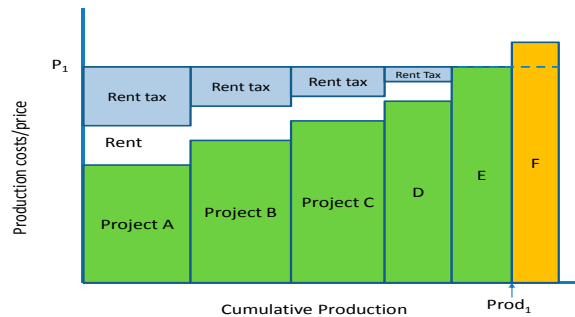 P₁
Production costs/price
Rent tax
Rent tax
Rent tax
Rent Tax
Rent
Project A
Project B
Project C
D
E
F
Cumulative Production
Prod₁